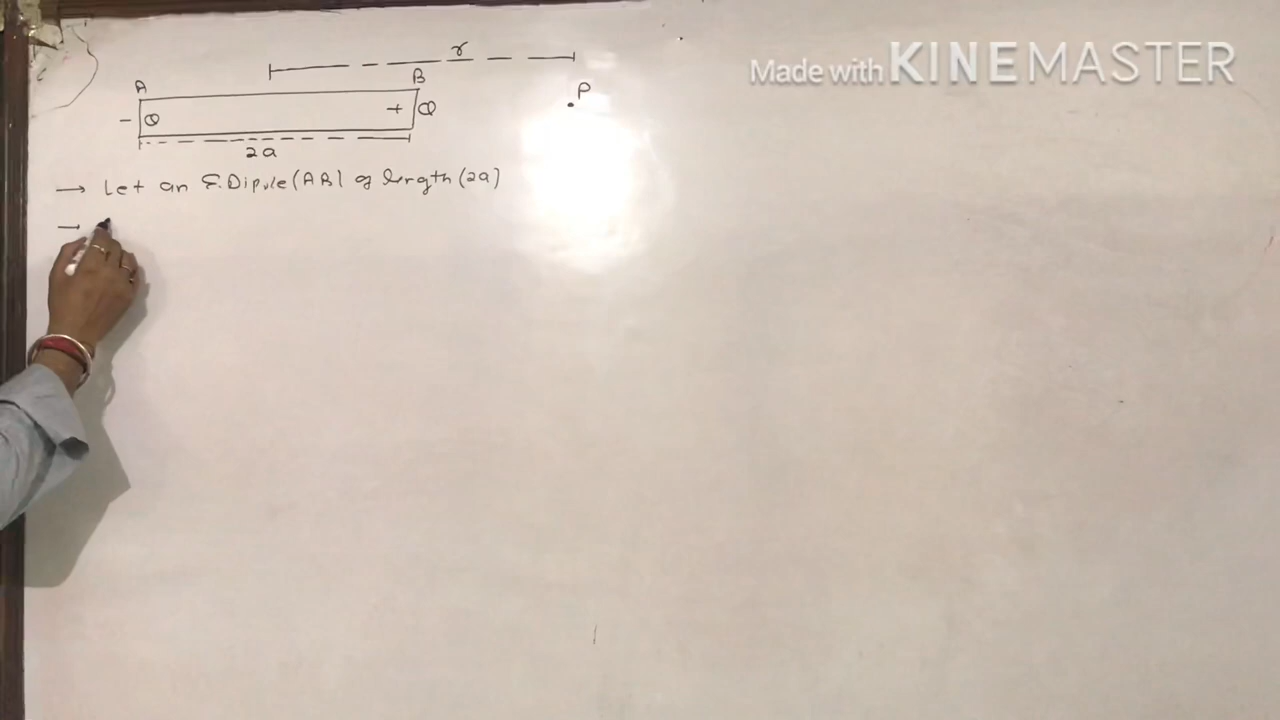 r
A B P
- Q + Q
2a
→ Let an E.Dipole (AB) of length (2a)
Made with KINEMASTER